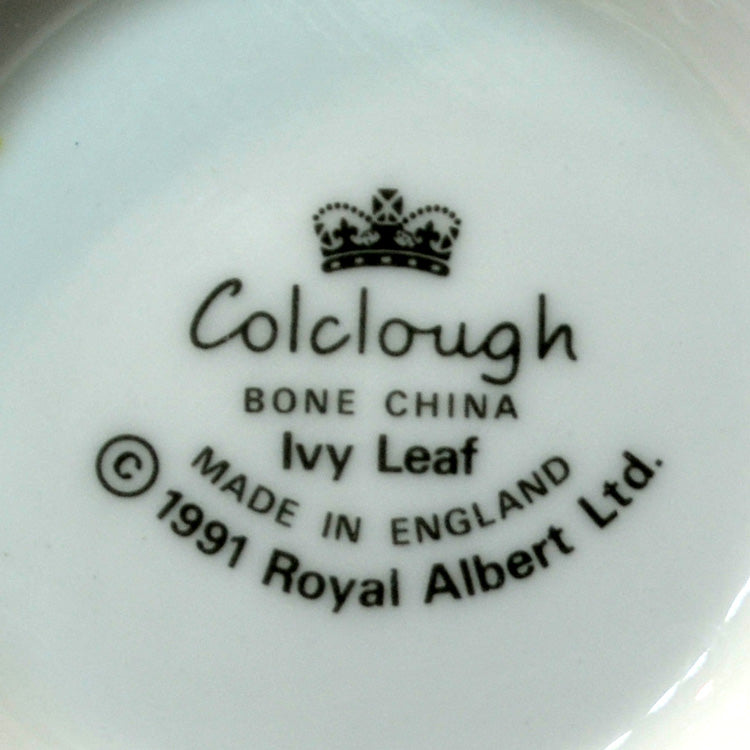 Colclough
BONE CHINA
Ivy Leaf
MADE IN ENGLAND
© 1991 Royal Albert Ltd.